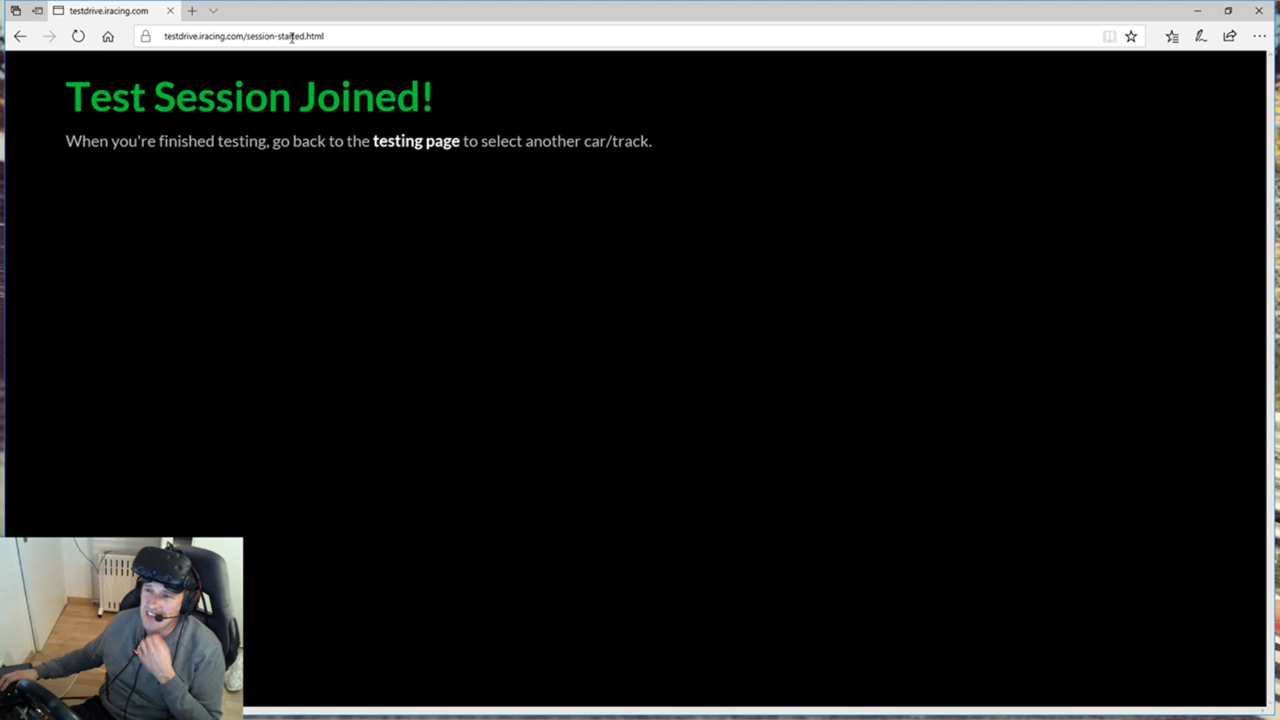 testdrive.iracing.com
testdrive.iracing.com/session-started.html
Test Session Joined!
When you're finished testing, go back to the testing page to select another car/track.